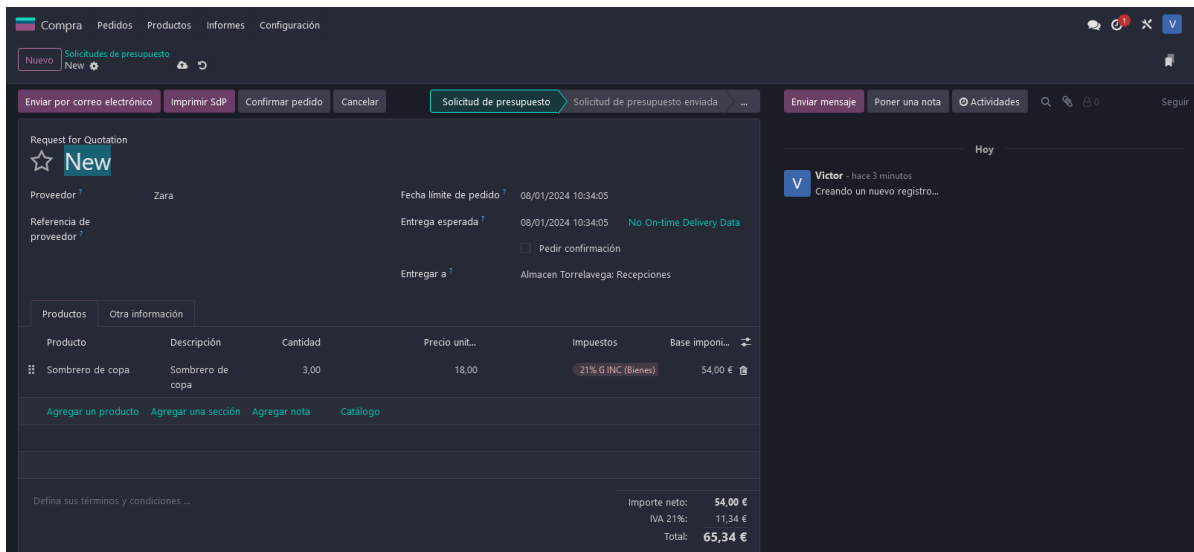 Compra Pedidos Productos Informes Configuración 1 V
Nuevo Solicitudes de presupuesto
New
Enviar por correo electrónico Imprimir SdP Confirmar pedido Cancelar Solicitud de presupuesto Solicitud de presupuesto enviada ... Enviar mensaje Poner una nota Actividades 0 Seguir
Request for Quotation
New
Hoy
V Victor - hace 3 minutos
Creando un nuevo registro...
Proveedor ? Zara Fecha límite de pedido ? 08/01/2024 10:34:05
Referencia de
proveedor ?
Entrega esperada ? 08/01/2024 10:34:05 No On-time Delivery Data
Pedir confirmación
Entregar a ? Almacen Torrelavega: Recepciones
Productos Otra información
Producto Descripción Cantidad Precio unit... Impuestos Base imponi...
Sombrero de copa Sombrero de
copa
3,00 18,00 21% G INC (Bienes) 54,00 €
Agregar un producto Agregar una sección Agregar nota Catálogo
Defina sus términos y condiciones ...
Importe neto: 54,00 €
IVA 21%: 11,34 €
Total: 65,34 €